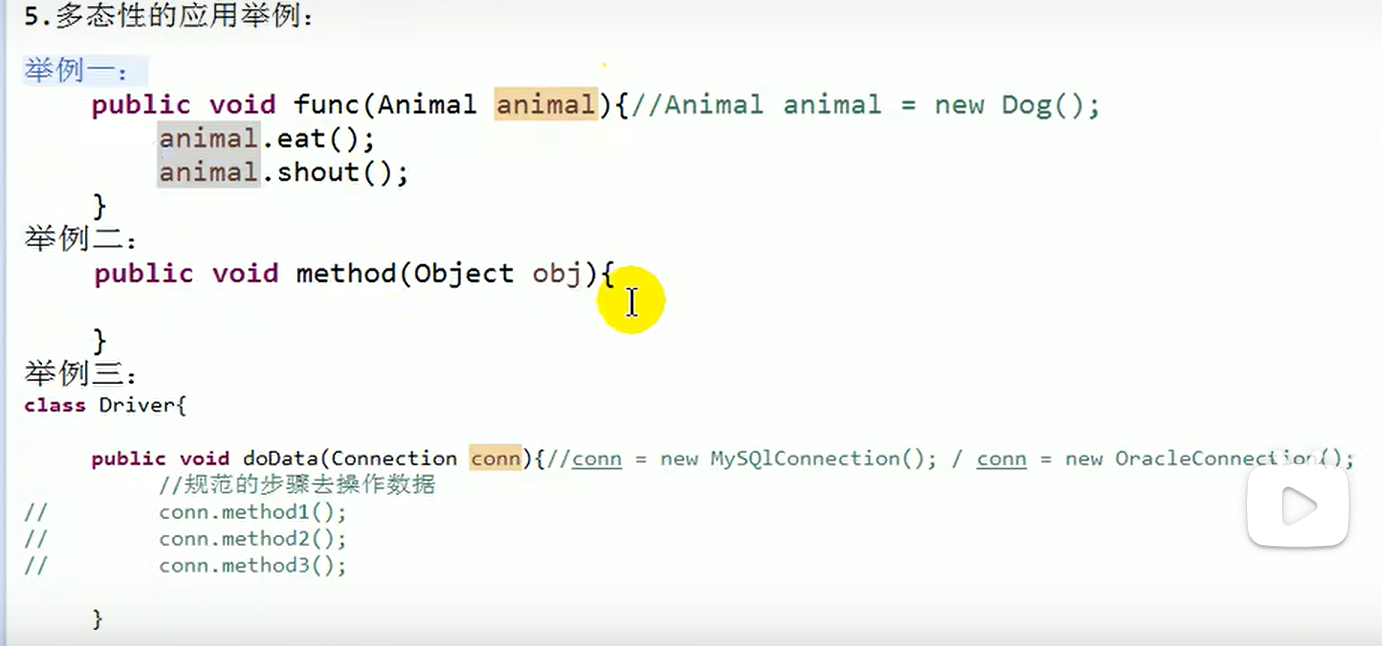 5.多态性的应用举例：
举例一：
public void func(Animal animal){//Animal animal = new Dog();
animal.eat();
animal.shout();
}
举例二：
public void method(Object obj){
}
举例三：
class Driver{
public void doData(Connection conn){//conn = new MySQlConnection(); / conn = new OracleConnection();
//规范的步骤去操作数据
// conn.method1();
// conn.method2();
// conn.method3();
}